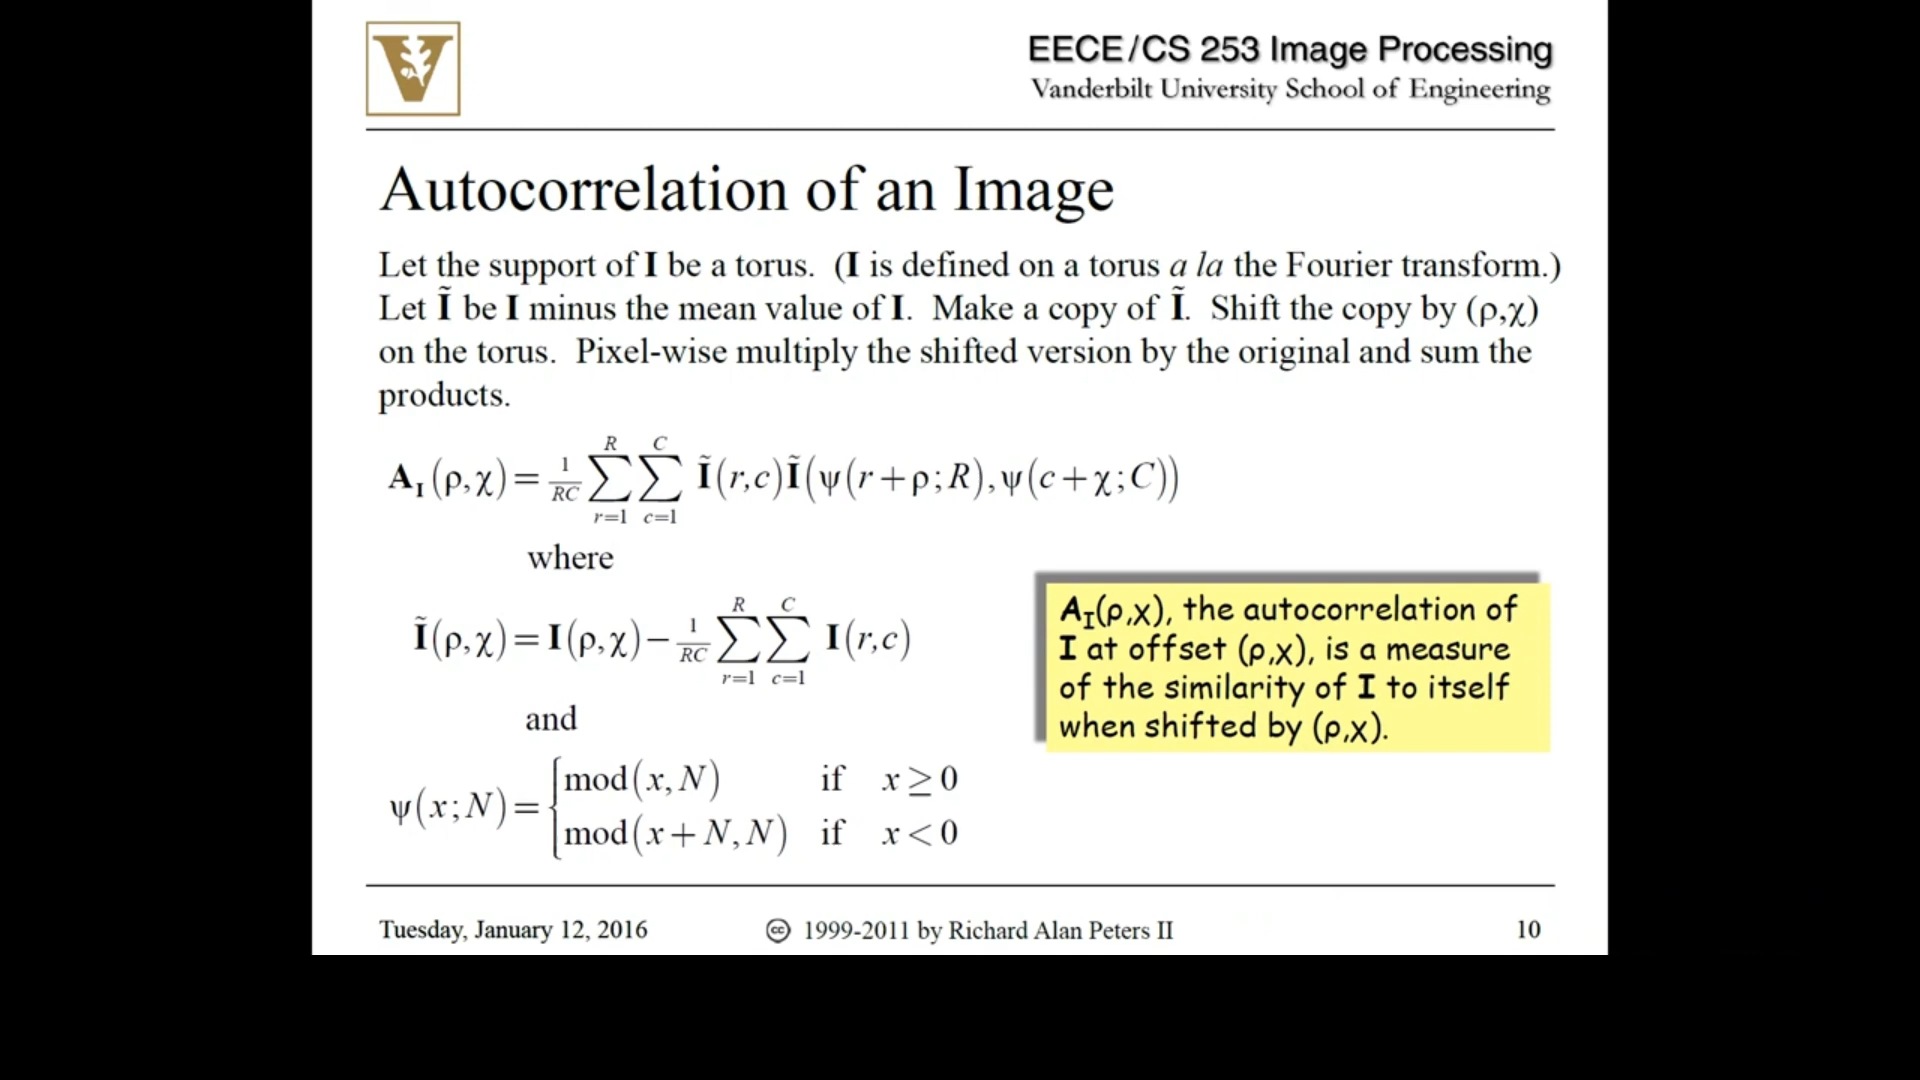 V
EECE/CS 253 Image Processing
Vanderbilt University School of Engineering
Autocorrelation of an Image
Let the support of I be a torus. (I is defined on a torus a la the Fourier transform.)
Let Ĩ be I minus the mean value of I. Make a copy of Ĩ. Shift the copy by (ρ,χ)
on the torus. Pixel-wise multiply the shifted version by the original and sum the
products.
A_I(ρ,χ) = 1/RC ∑_{r=1}^{R} ∑_{c=1}^{C} Ĩ(r,c)Ĩ(ψ(r+ρ;R),ψ(c+χ;C))
where
Ĩ(ρ,χ) = I(ρ,χ) − 1/RC ∑_{r=1}^{R} ∑_{c=1}^{C} I(r,c)
and
ψ(x;N) = { mod(x,N) if x ≥ 0
mod(x+N,N) if x < 0
A_I(ρ,χ), the autocorrelation of
I at offset (ρ,χ), is a measure
of the similarity of I to itself
when shifted by (ρ,χ).
Tuesday, January 12, 2016
cc 1999-2011 by Richard Alan Peters II
10